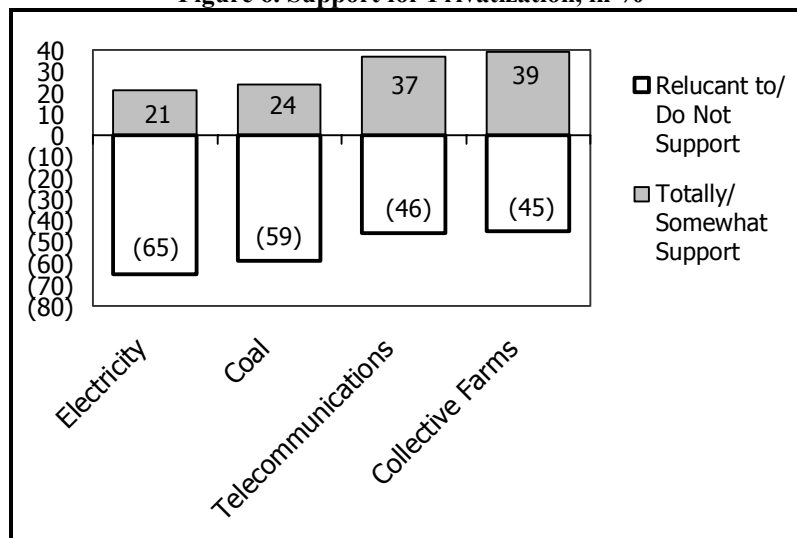 Figure 6. Support for Privatization, in %
40
30
20
10
0
(10)
(20)
(30)
(40)
(50)
(60)
(70)
(80)
21
24
37
39
(65)
(59)
(46)
(45)
Electricity
Coal
Telecommunications
Collective Farms
Relucant to/
Do Not
Support
Totally/
Somewhat
Support